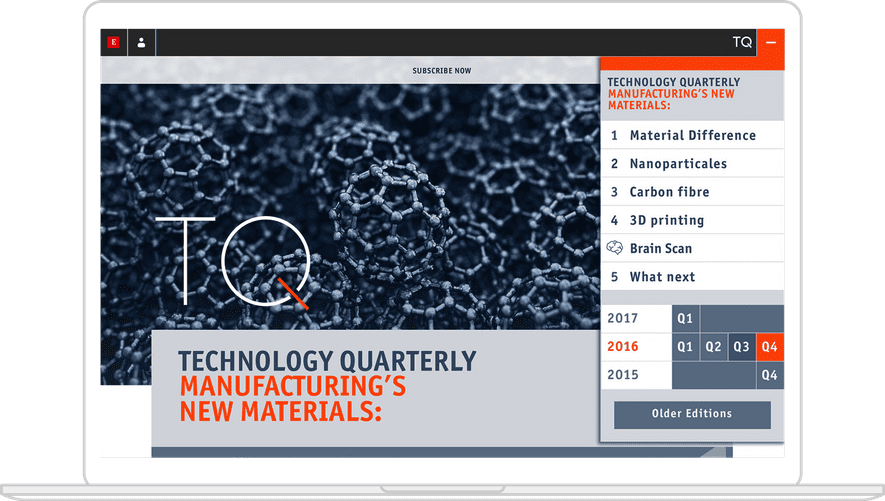 E
TQ
SUBSCRIBE NOW
TQ
TECHNOLOGY QUARTERLY
MANUFACTURING'S
NEW MATERIALS:
TECHNOLOGY QUARTERLY
MANUFACTURING'S NEW
MATERIALS:
1 Material Difference
2 Nanoparticales
3 Carbon fibre
4 3D printing
Brain Scan
5 What next
2017 Q1
2016 Q1 Q2 Q3 Q4
2015 Q4
Older Editions